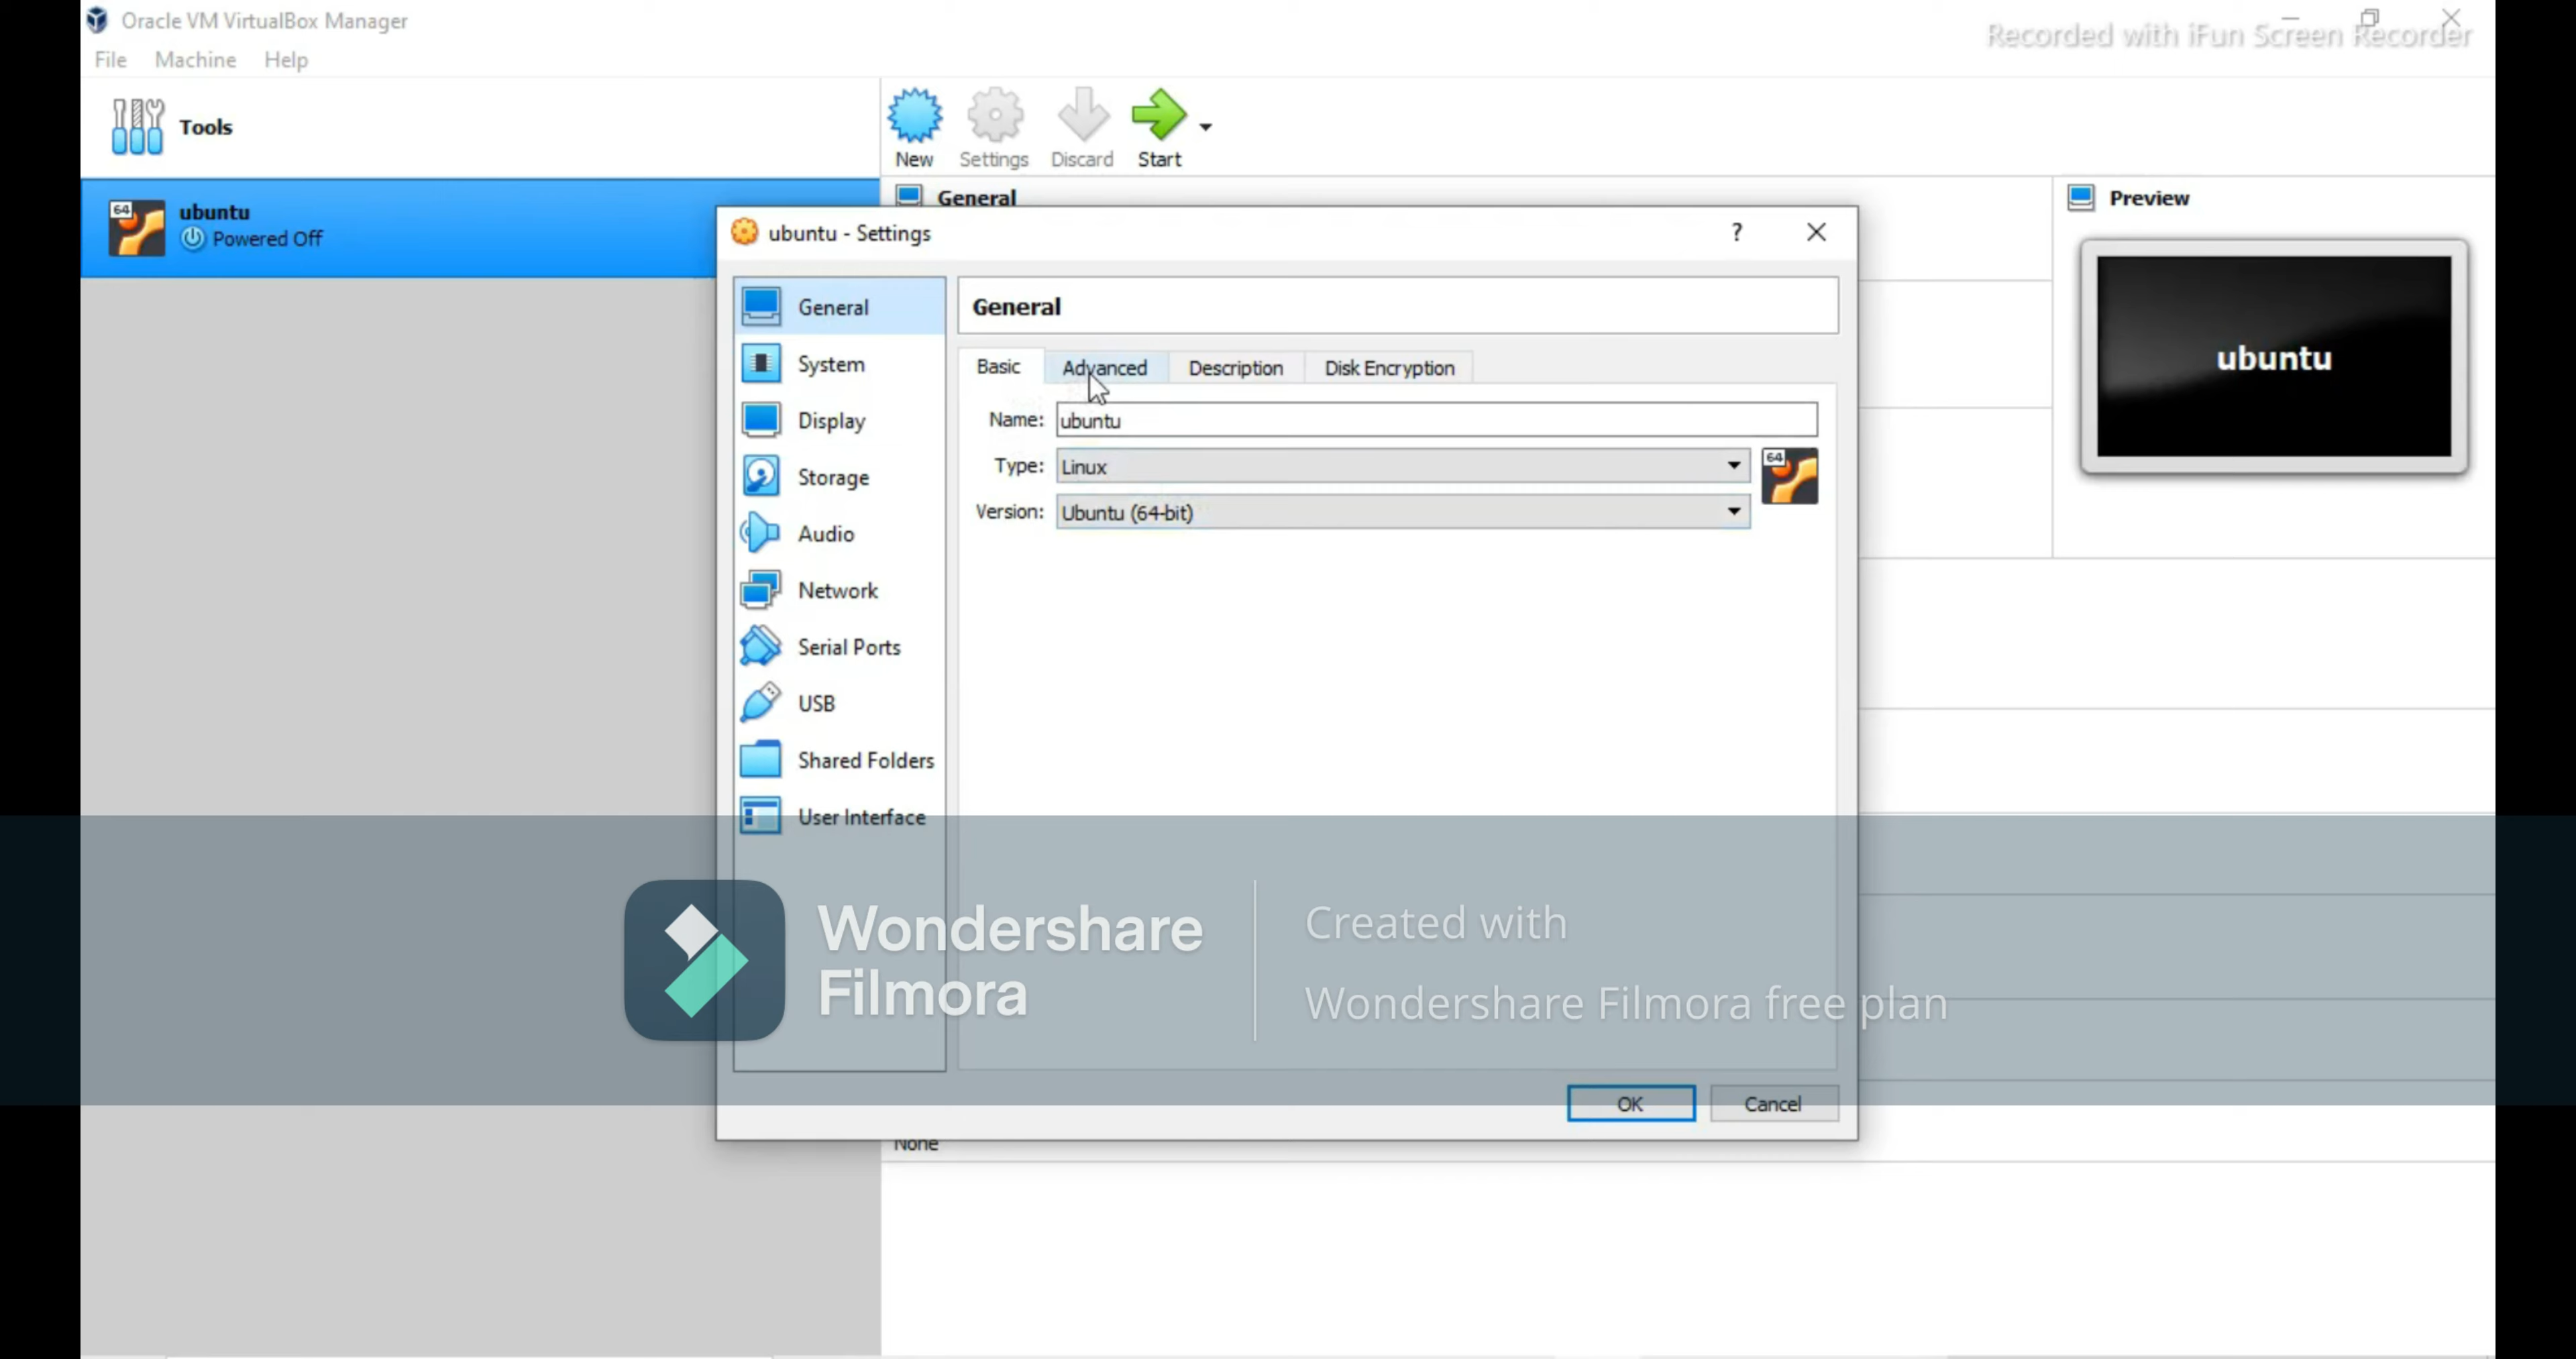 Oracle VM VirtualBox Manager
Recorded with iFun Screen Recorder
File Machine Help
Tools
New Settings Discard Start
64
ubuntu
Powered Off
General
Preview
ubuntu
ubuntu - Settings
?
General
System
Display
Storage
Audio
Network
Serial Ports
USB
Shared Folders
User Interface
General
Basic Advanced Description Disk Encryption
Name: ubuntu
Type: Linux
64
Version: Ubuntu (64-bit)
Wondershare
Filmora
Created with
Wondershare Filmora free plan
OK Cancel
None